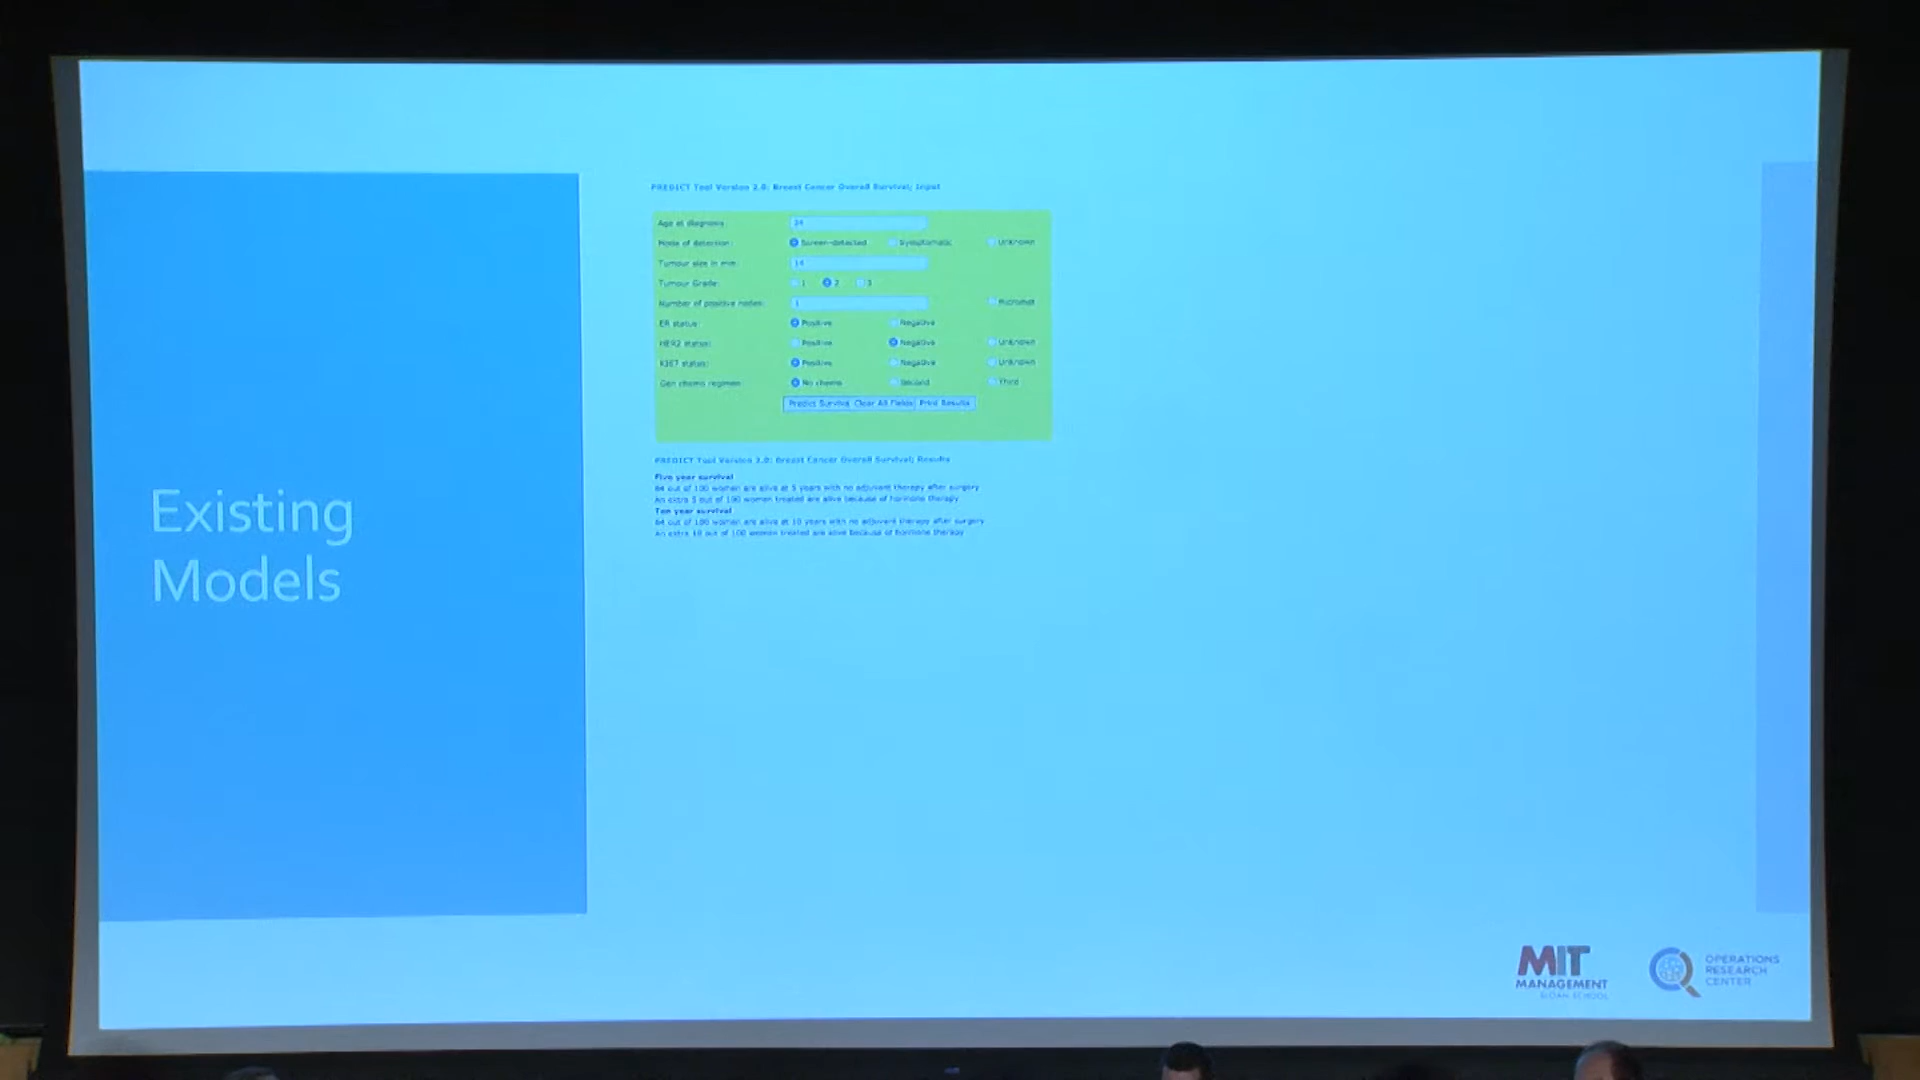 Existing
Models
PREDICT Tool Version 2.0: Breast Cancer Overall Survival; Input
Age at diagnosis:
Mode of detection: Screen-detected Symptomatic Unknown
Tumour size in mm:
Tumour Grade: 1 2 3
Number of positive nodes: 1 Micromet
ER status: Positive Negative
HER2 status: Positive Negative Unknown
KI67 status: Positive Negative Unknown
Gen chemo regimen: No chemo Second Third
Predict Survival Clear All Fields Print Results
PREDICT Tool Version 2.0: Breast Cancer Overall Survival; Results
Five year survival
out of 100 women are alive at 5 years with no adjuvant therapy after surgery
An extra 5 out of 100 women treated are alive because of hormone therapy
Ten year survival
64 out of 100 women are alive at 10 years with no adjuvant therapy after surgery
An extra 10 out of 100 women treated are alive because of hormone therapy
MIT
MANAGEMENT
SLOAN SCHOOL
OPERATIONS
RESEARCH
CENTER